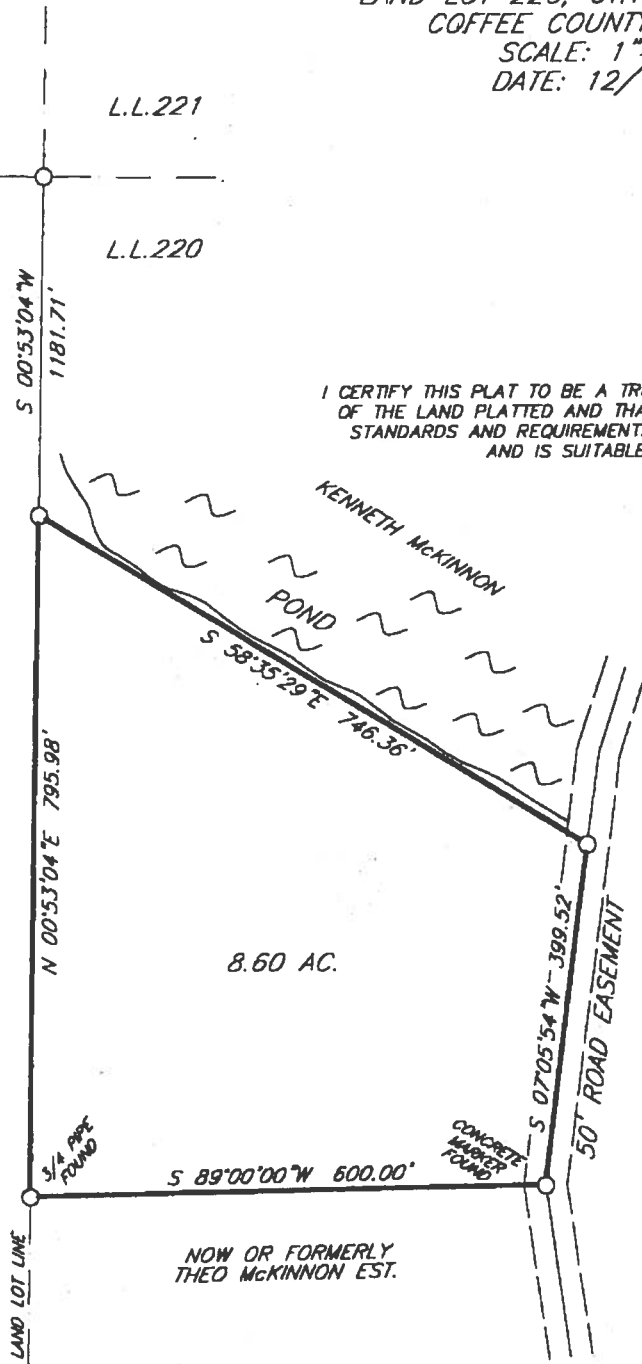 COFFEE COUNTY
SCALE: 1"
DATE: 12/
L.L.221
L.L.220
S 00°53'04"W
1181.71'
I CERTIFY THIS PLAT TO BE A TR
OF THE LAND PLATTED AND THA
STANDARDS AND REQUIREMENT
AND IS SUITABLE
KENNETH McKINNON
POND
S 58°35'29"E 746.36'
N 00°53'04"E 795.98'
8.60 AC.
S 07°05'54"W 399.52'
50' ROAD EASEMENT
3/4 PIPE
FOUND
CONCRETE
MARKER
FOUND
S 89°00'00"W 600.00'
NOW OR FORMERLY
THEO McKINNON EST.
LAND LOT LINE